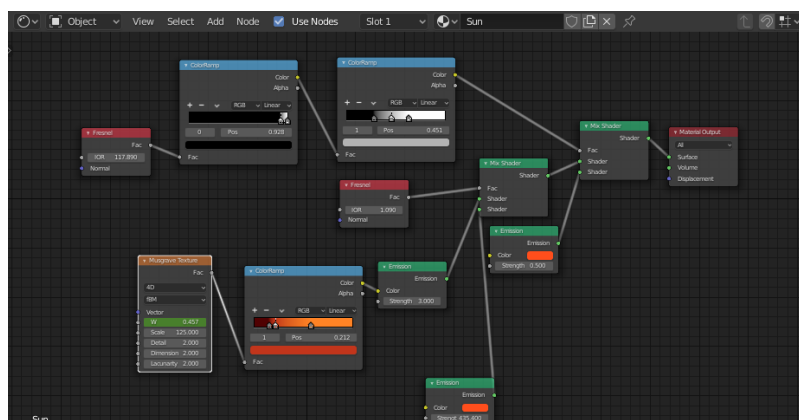 Object View Select Add Node Use Nodes Slot 1 Sun
ColorRamp
Color
Alpha
RGB Linear
0 Pos 0.928
Fac
ColorRamp
Color
Alpha
RGB Linear
1 Pos 0.451
Fac
Fresnel
Fac
IOR 117.890
Normal
Mix Shader
Shader
Fac
Shader
Shader
Material Output
All
Surface
Volume
Displacement
Mix Shader
Shader
Fac
Shader
Shader
Fresnel
Fac
IOR 1.090
Normal
Emission
Emission
Color
Strength 0.500
Musgrave Texture
Fac
4D
fBM
Vector
W 0.457
Scale 125.000
Detail 2.000
Dimension 2.000
Lacunarity 2.000
ColorRamp
Color
Alpha
RGB Linear
1 Pos 0.212
Fac
Emission
Emission
Color
Strength 3.000
Emission
Emission
Color
Strengt 435.400
Sun